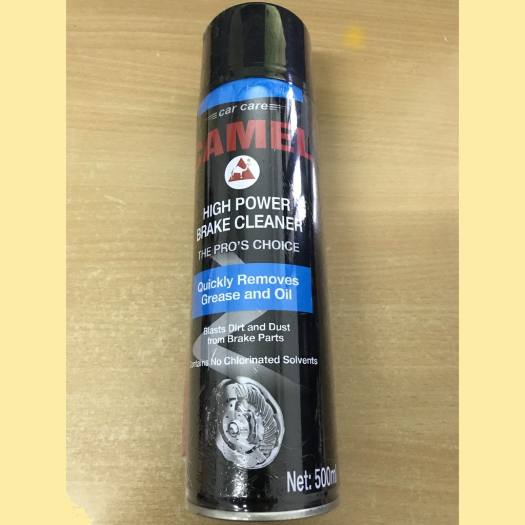 car care
CAMEL
HIGH POWER
BRAKE CLEANER
THE PRO'S CHOICE
Quickly Removes
Grease and Oil
Blasts Dirt and Dust
from Brake Parts
Contains No Chlorinated Solvents
Net: 500ml